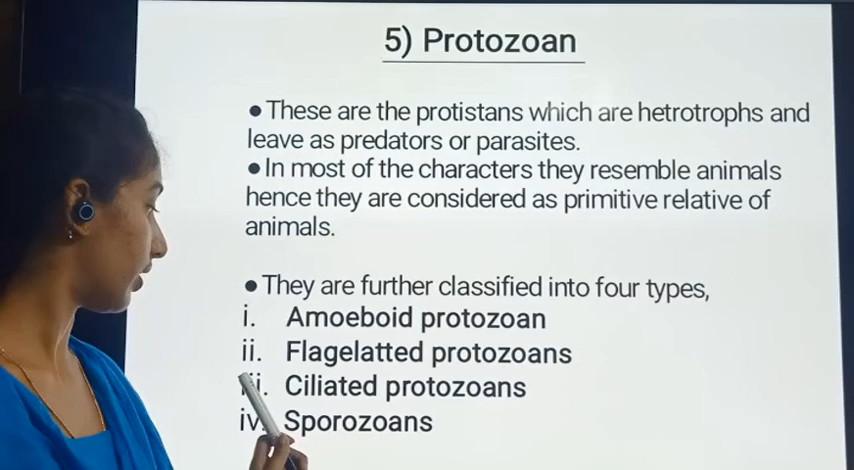 5) Protozoan
● These are the protistans which are hetrotrophs and
leave as predators or parasites.
● In most of the characters they resemble animals
hence they are considered as primitive relative of
animals.
● They are further classified into four types,
i. Amoeboid protozoan
ii. Flagelatted protozoans
iii. Ciliated protozoans
iv. Sporozoans